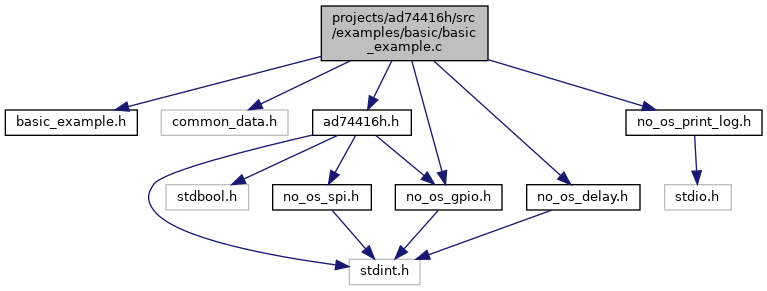 projects/ad74416h/src
/examples/basic/basic
_example.c
basic_example.h
common_data.h
ad74416h.h
no_os_print_log.h
stdbool.h
no_os_spi.h
no_os_gpio.h
no_os_delay.h
stdio.h
stdint.h